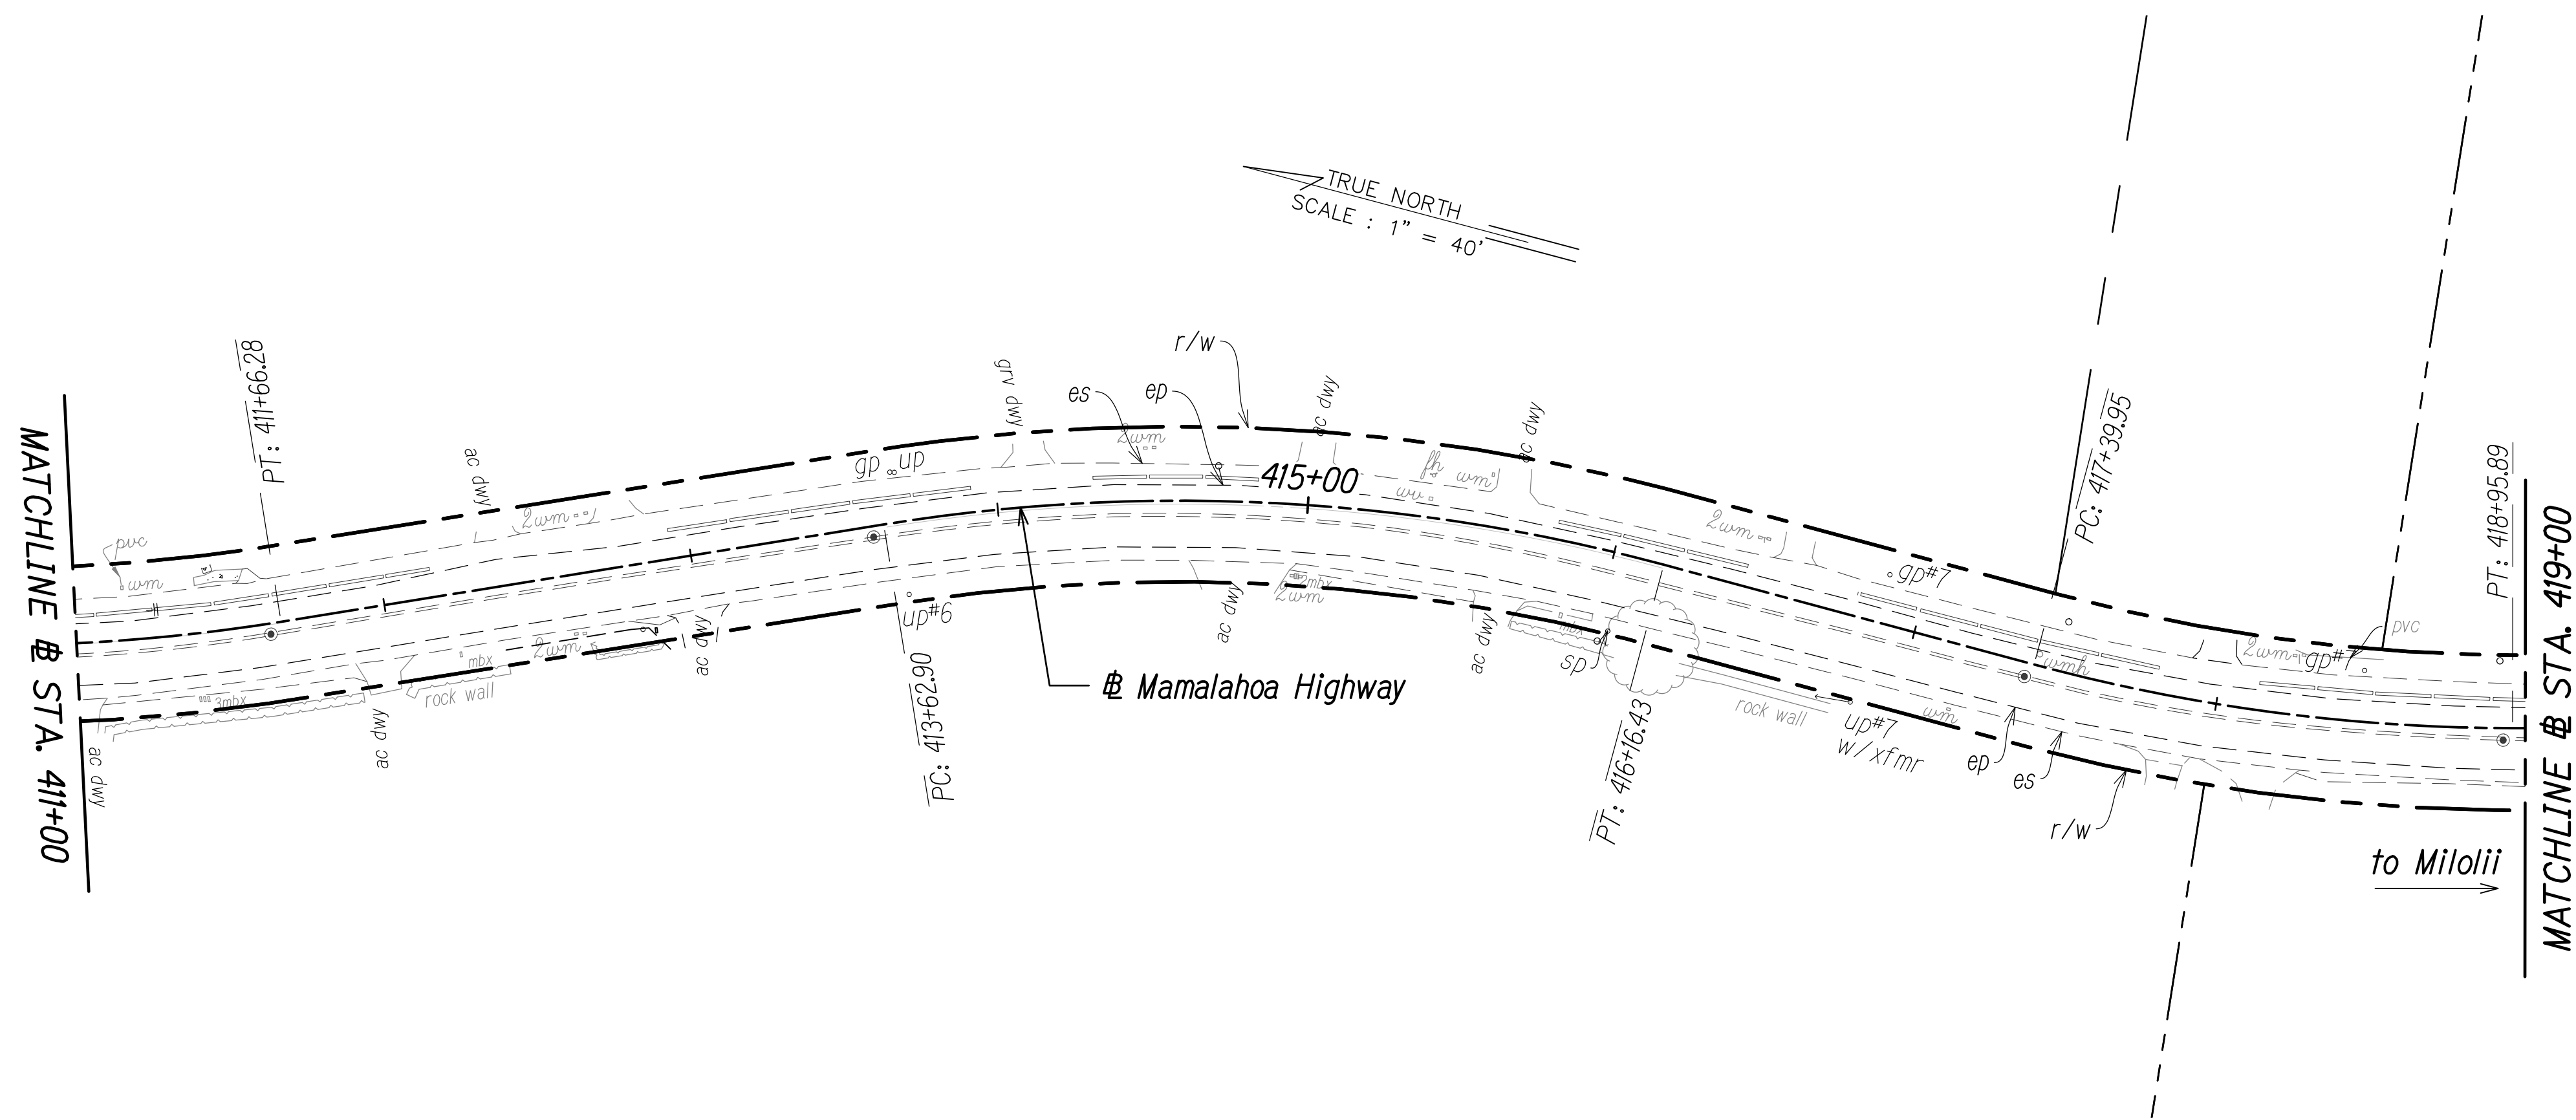 TRUE NORTH
SCALE : 1" = 40'
MATCHLINE BL STA. 411+00
PT: 411+66.28
pvc
wm
ac dwy
2wm
gp up
grv dwy
es
ep
r/w
2wm
415+00
ac dwy
fh
wm
wv
ac dwy
2wm
gp#7
PC: 417+39.95
wmh
2wm
gp#7
pvc
PT: 418+95.89
MATCHLINE BL STA. 419+00
ac dwy
3mbx
ac dwy
mbx
rock wall
2wm
ac dwy
up#6
PC: 413+62.90
BL Mamalahoa Highway
ac dwy
2mbx
2wm
ac dwy
mbx
sp
PT: 416+16.43
rock wall
up#7
w/xfmr
wm
ep
es
r/w
to Milolii